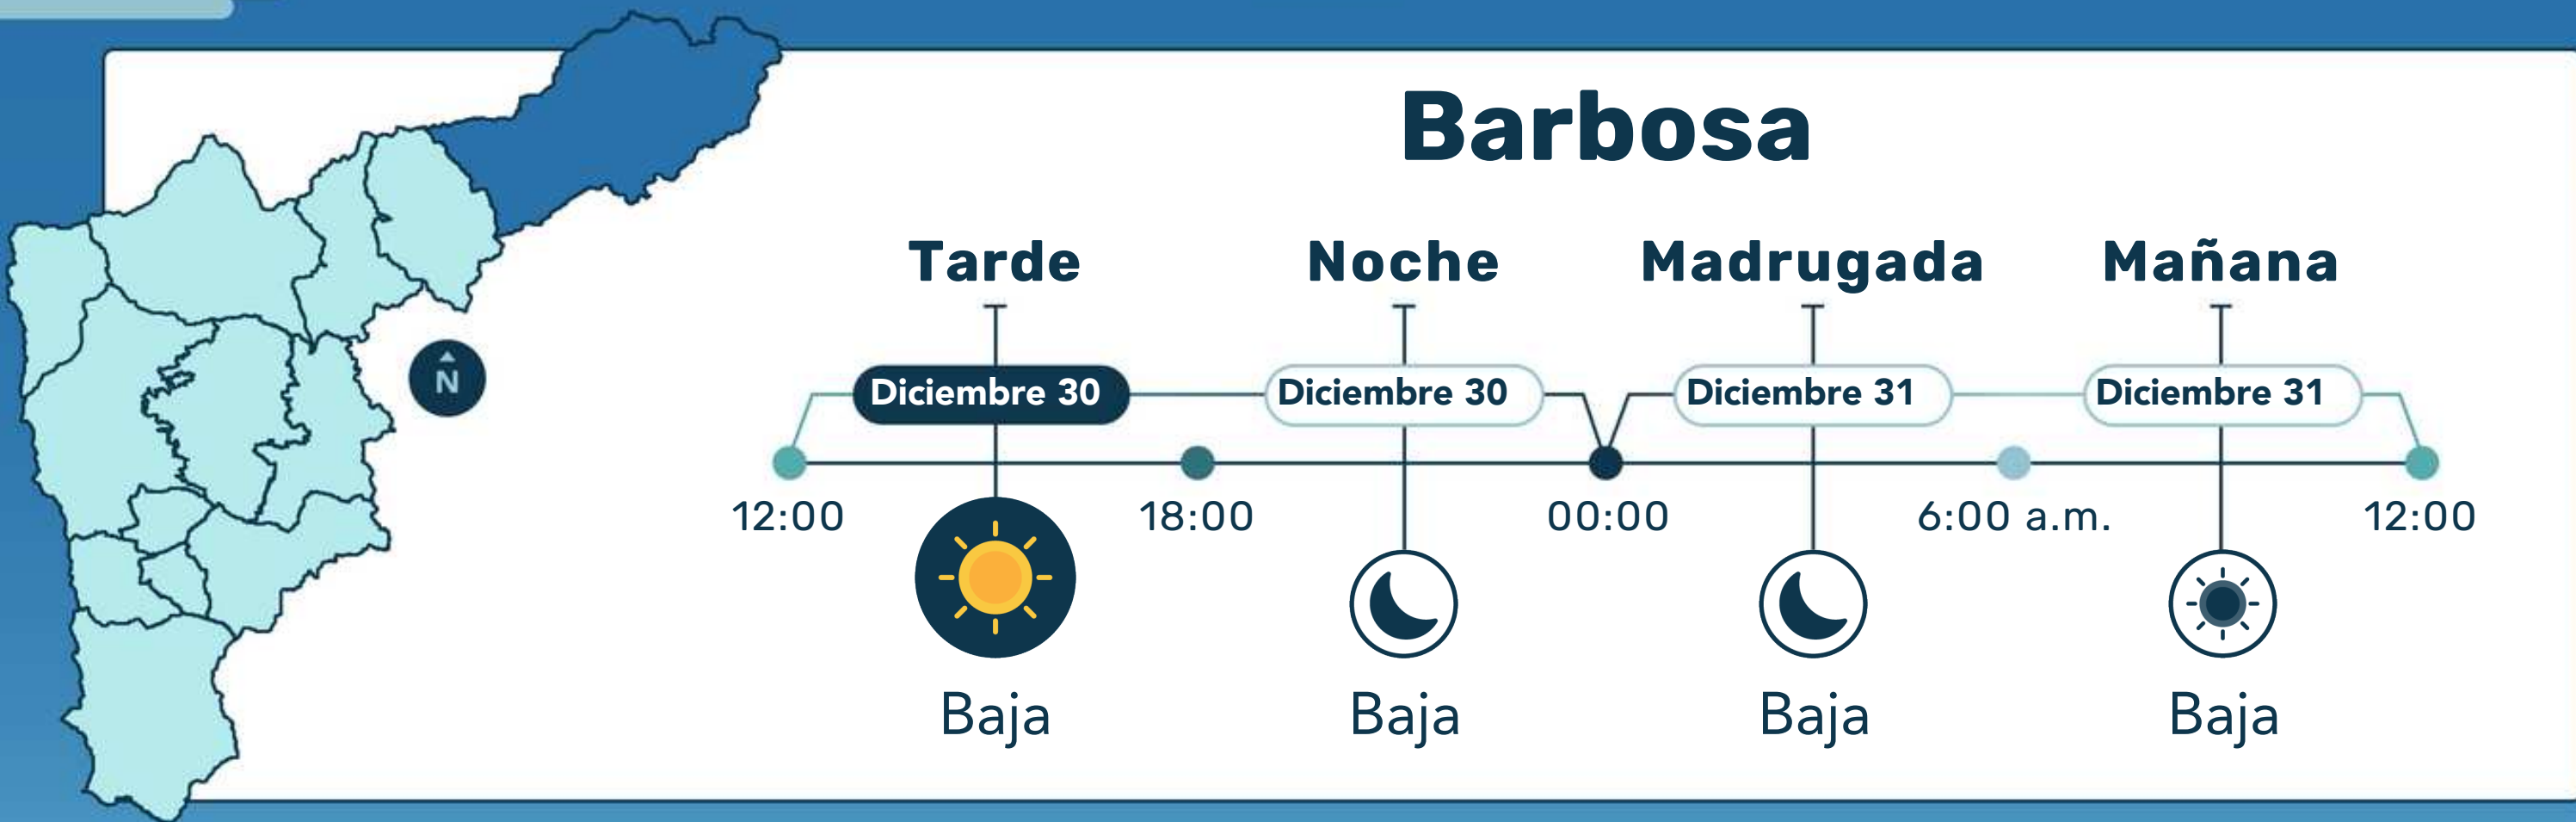 Barbosa
Tarde Noche Madrugada Mañana
Diciembre 30 Diciembre 30 Diciembre 31 Diciembre 31
N
12:00 18:00 00:00 6:00 a.m. 12:00
Baja Baja Baja Baja